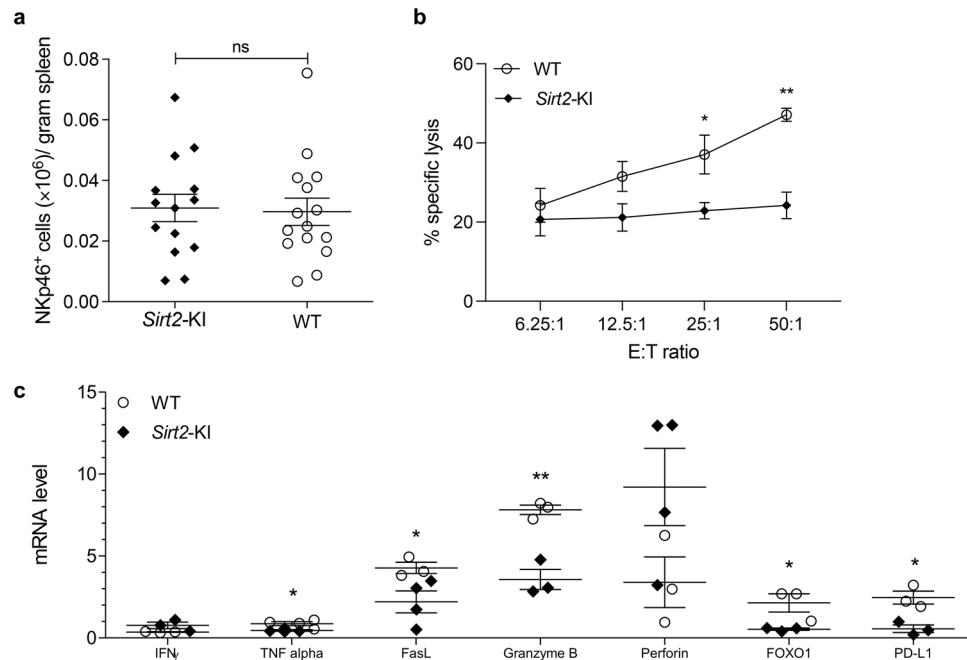 a
ns
NKp46+ cells (×10⁶)/ gram spleen
0.08
0.06
0.04
0.02
0.00
Sirt2-KI
WT
b
WT
Sirt2-KI
% specific lysis
60
40
20
0
*
**
6.25:1
12.5:1
25:1
50:1
E:T ratio
c
WT
Sirt2-KI
mRNA level
15
10
5
0
*
*
**
*
*
IFNγ
TNF alpha
FasL
Granzyme B
Perforin
FOXO1
PD-L1